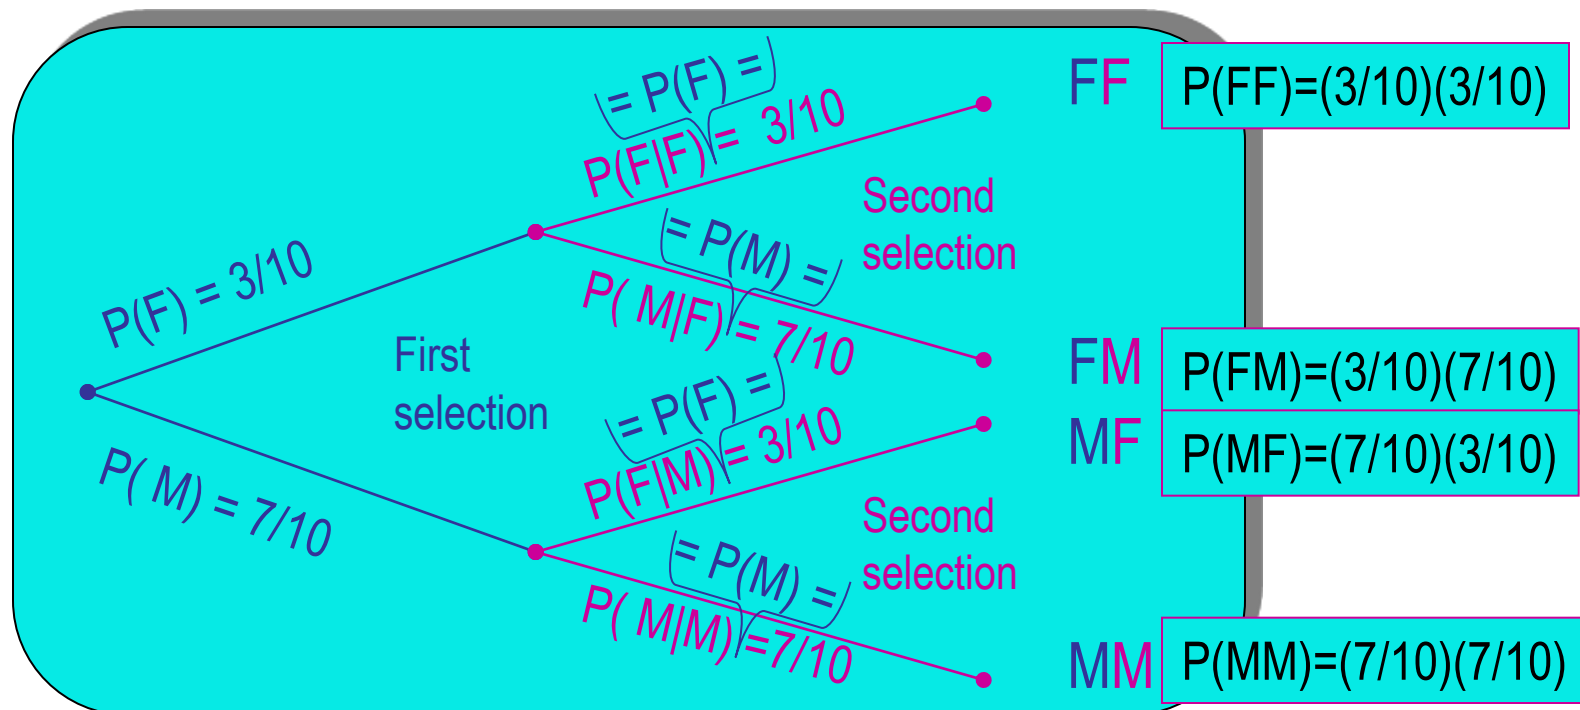 = P(F) =
P(F|F) = 3/10
FF
P(FF)=(3/10)(3/10)
Second
selection
P(F) = 3/10
= P(M) =
P( M|F) = 7/10
First
selection
FM
P(FM)=(3/10)(7/10)
= P(F) =
P(F|M) = 3/10
MF
P(MF)=(7/10)(3/10)
P( M) = 7/10
Second
selection
= P(M) =
P( M|M) =7/10
MM
P(MM)=(7/10)(7/10)